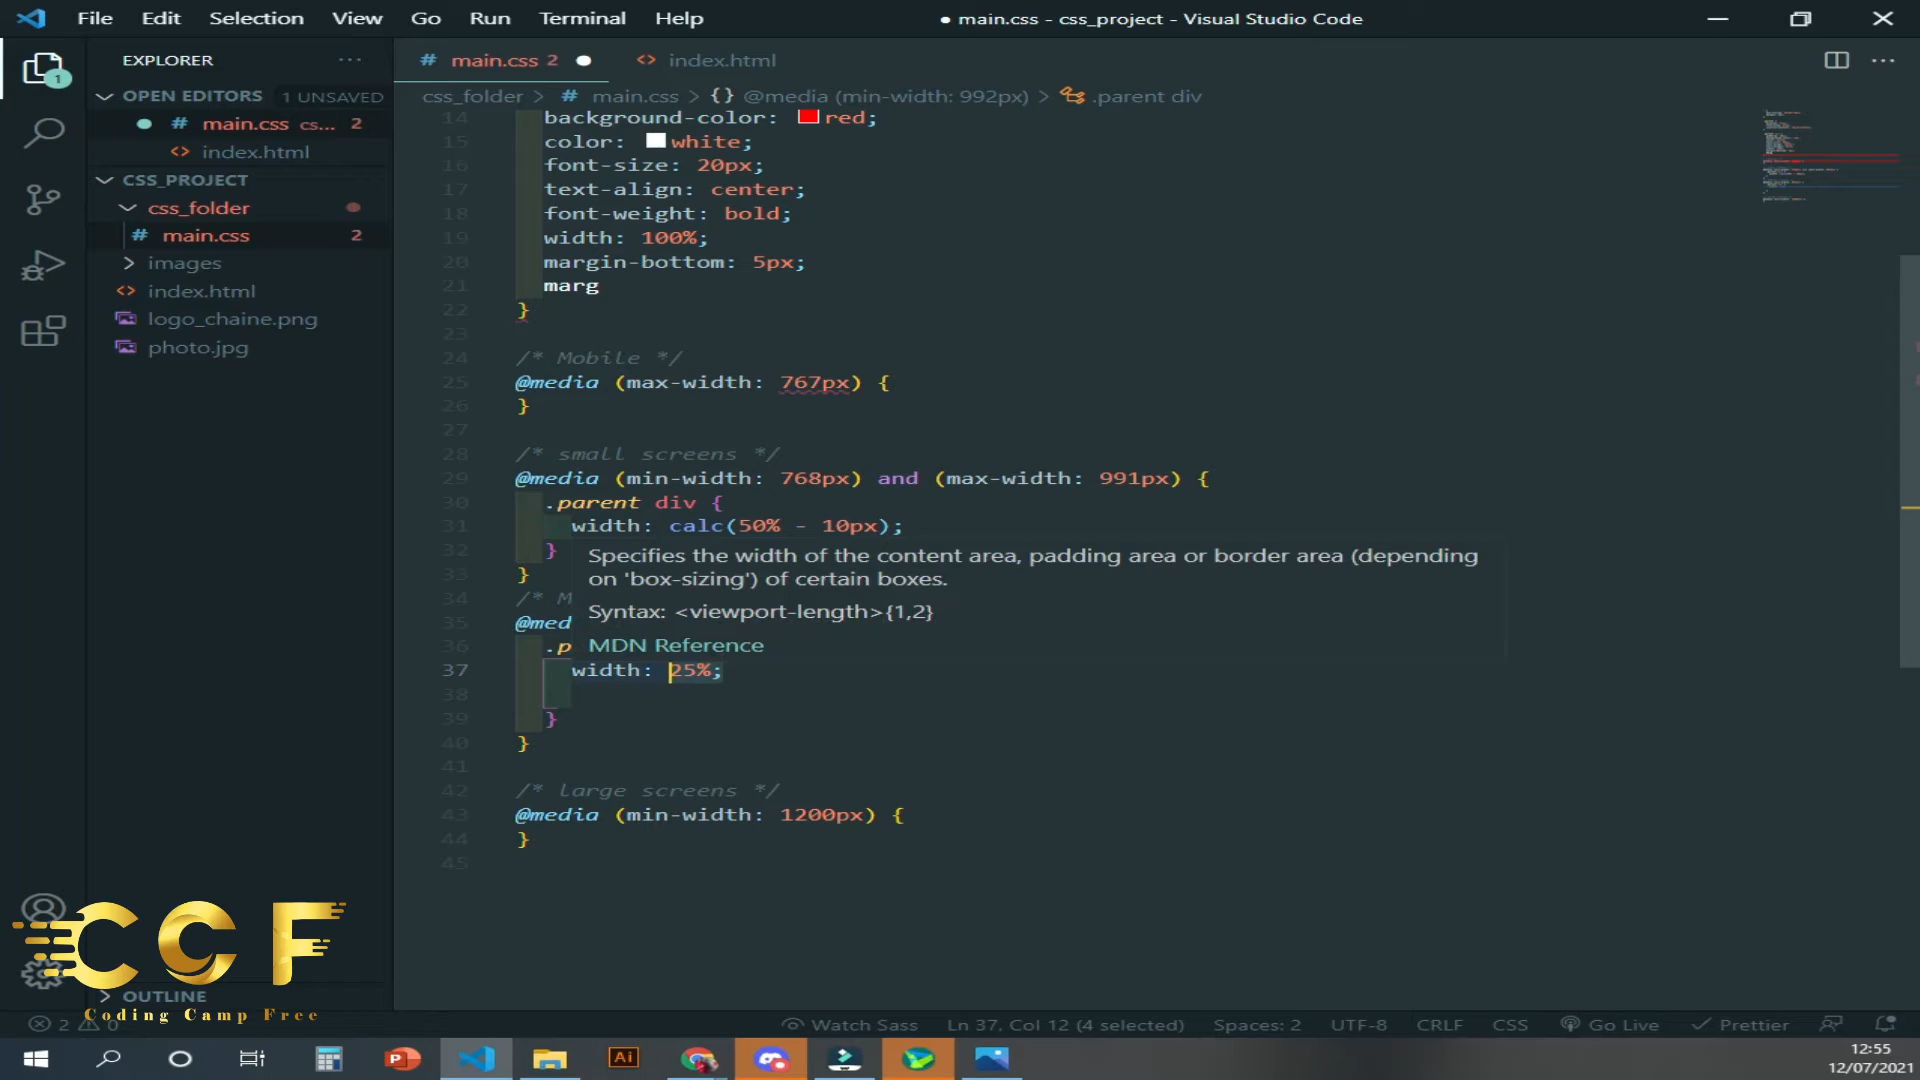 File Edit Selection View Go Run Terminal Help
● main.css - css_project - Visual Studio Code
EXPLORER ...
# main.css 2 ●
<> index.html
OPEN EDITORS 1 UNSAVED
css_folder > # main.css > {} @media (min-width: 992px) > .parent div
# main.css cs... 2
<> index.html
CSS_PROJECT
css_folder
# main.css 2
images
<> index.html
logo_chaine.png
photo.jpg
14 background-color: red;
15 color: white;
16 font-size: 20px;
17 text-align: center;
18 font-weight: bold;
19 width: 100%;
20 margin-bottom: 5px;
21 marg
22 }
23
24 /* Mobile */
25 @media (max-width: 767px) {
26 }
27
28 /* small screens */
29 @media (min-width: 768px) and (max-width: 991px) {
30 .parent div {
31 width: calc(50% - 10px);
32 }
Specifies the width of the content area, padding area or border area (depending
on 'box-sizing') of certain boxes.
33 }
34 /* M
Syntax: <viewport-length>{1,2}
35 @med
36 .p
MDN Reference
37 width: 25%;
38
39 }
40 }
41
42 /* large screens */
43 @media (min-width: 1200px) {
44 }
45
CCF
OUTLINE
Coding Camp Free
2 0
Watch Sass Ln 37, Col 12 (4 selected) Spaces: 2 UTF-8 CRLF CSS Go Live Prettier
1
P
Ai
12:55
12/07/2021